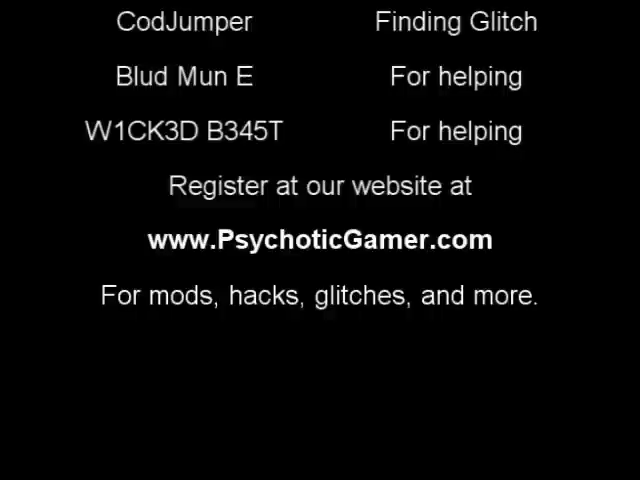 CodJumper Finding Glitch
Blud Mun E For helping
W1CK3D B345T For helping
Register at our website at
www.PsychoticGamer.com
For mods, hacks, glitches, and more.